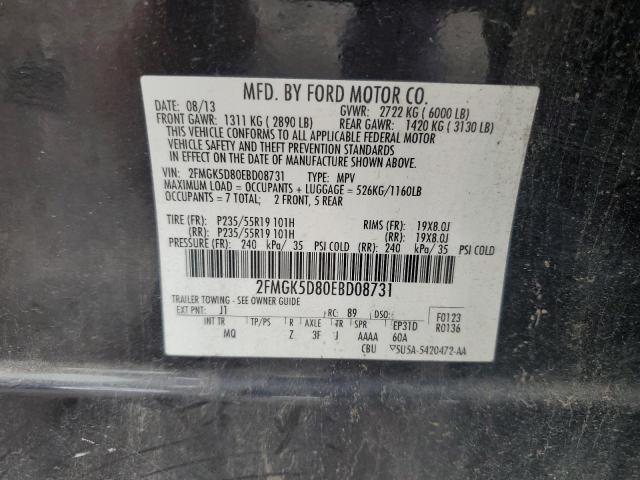 MFD. BY FORD MOTOR CO.
DATE: 08/13 GVWR: 2722 KG ( 6000 LB)
FRONT GAWR: 1311 KG ( 2890 LB) REAR GAWR: 1420 KG ( 3130 LB)
THIS VEHICLE CONFORMS TO ALL APPLICABLE FEDERAL MOTOR
VEHICLE SAFETY AND THEFT PREVENTION STANDARDS IN
EFFECT ON THE DATE OF MANUFACTURE SHOWN ABOVE.
VIN: 2FMGK5D80EBD08731 TYPE: MPV
MAXIMUM LOAD = OCCUPANTS + LUGGAGE = 526KG/1160LB
OCCUPANTS = 7 TOTAL; 2 FRONT, 5 REAR
TIRE (FR): P235/55R19 101H RIMS (FR): 19X8.0J
(RR): P235/55R19 101H (RR): 19X8.0J
PRESSURE (FR): 240 kPa/ 35 PSI COLD (RR): 240 kPa/ 35 PSI COLD
2FMGK5D80EBD08731
TRAILER TOWING - SEE OWNER GUIDE
EXT PNT: J1 RC: 89 DSO: F0123
INT TR TP/PS R AXLE TR SPR EP31D R0136
MQ Z 3F J AAAA 60A
CBU 5U5A-5420472-AA